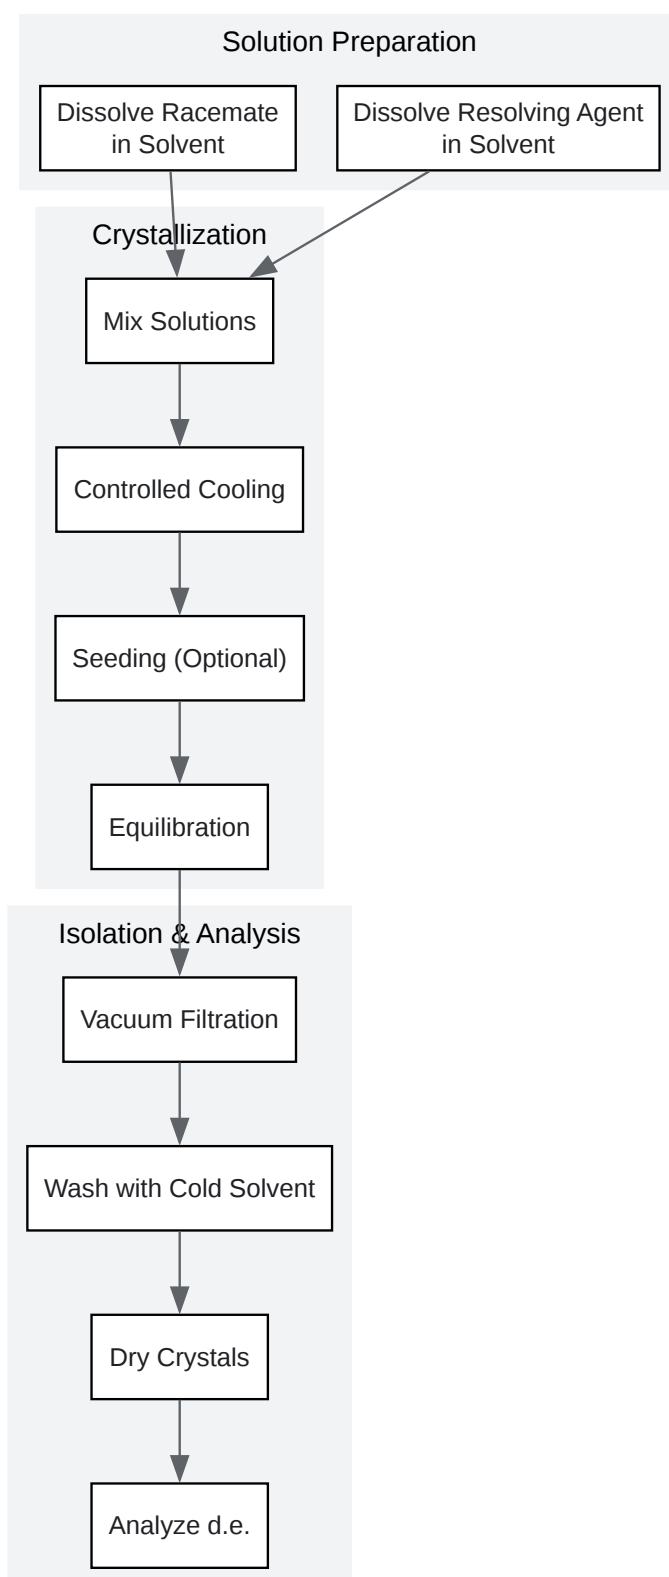 Solution Preparation
Dissolve Racemate
in Solvent
Dissolve Resolving Agent
in Solvent
Crystallization
Mix Solutions
Controlled Cooling
Seeding (Optional)
Equilibration
Isolation & Analysis
Vacuum Filtration
Wash with Cold Solvent
Dry Crystals
Analyze d.e.